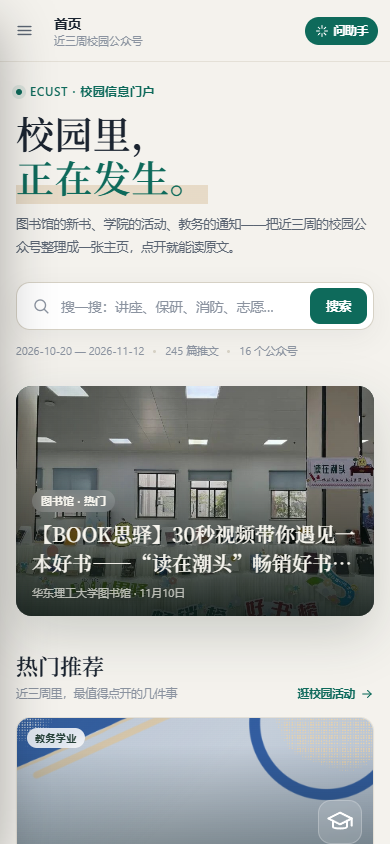 首页
近三周校园公众号
问助手
ECUST · 校园信息门户
校园里，
正在发生。
图书馆的新书、学院的活动、教务的通知——把近三周的校园公
众号整理成一张主页，点开就能读原文。
搜一搜：讲座、保研、消防、志愿...
搜索
2026-10-20 — 2026-11-12 · 245 篇推文 · 16 个公众号
读在潮头
图书馆 · 热门
【BOOK思驿】30秒视频带你遇见一
本好书——“读在潮头”畅销好书…
华东理工大学图书馆 · 11月10日
好书榜
热门推荐
近三周，最值得点开的几件事
逛校园活动 →
教务学业